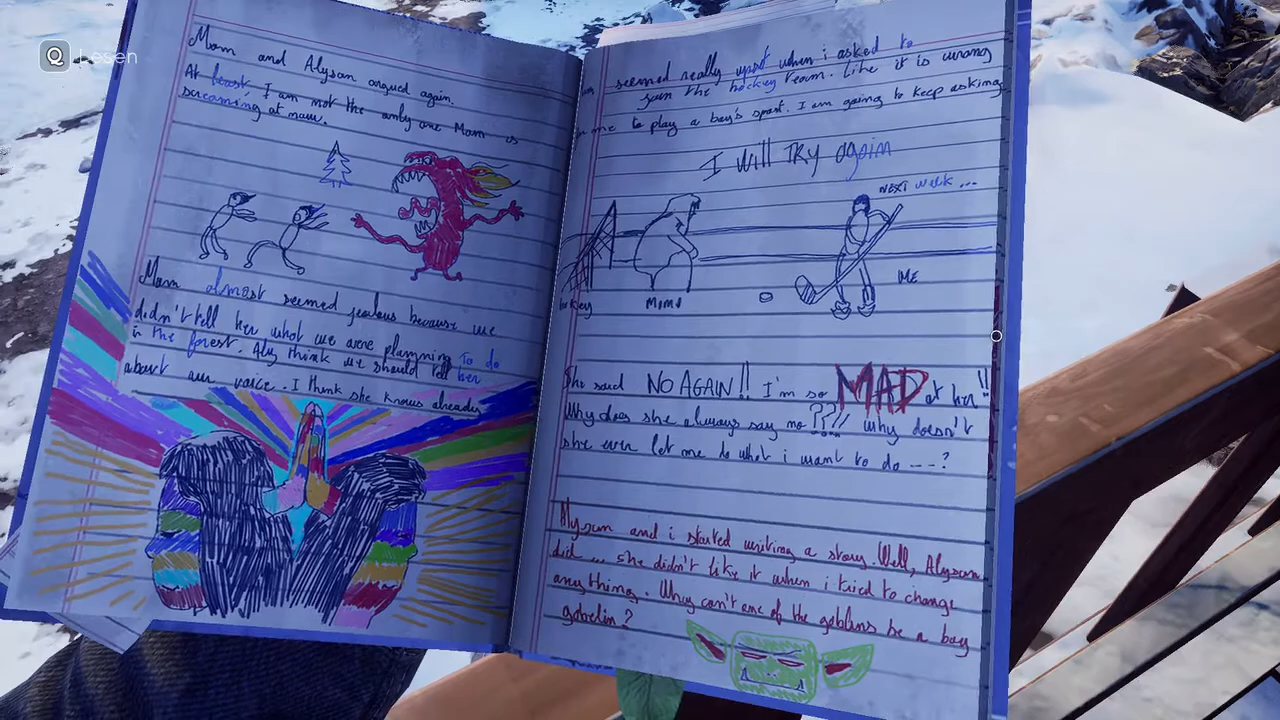 Q Lesen
Mom and Alyson argued again.
At least I am not the only one Mom is
screaming at now.
Mom almost seemed jealous because we
didn't tell her what we were planning to do
in the forest. Aly think we should tell her
about our voice. I think she knows already
seemed really upset when i asked to
join the hockey team. Like it is wrong
me to play a boy's sport. I am going to keep asking.
I will TRY again
NEXT week ...
MOM
ME
She said NO AGAIN!! I'm so MAD at her!!
Why does she always say no ??!! why doesn't
she ever let me do what i want to do ---?
Alyson and i started writing a story. Well, Alyson
did ... she didn't like it when i tried to change
anything. Why can't one of the goblins be a boy
gobelin?